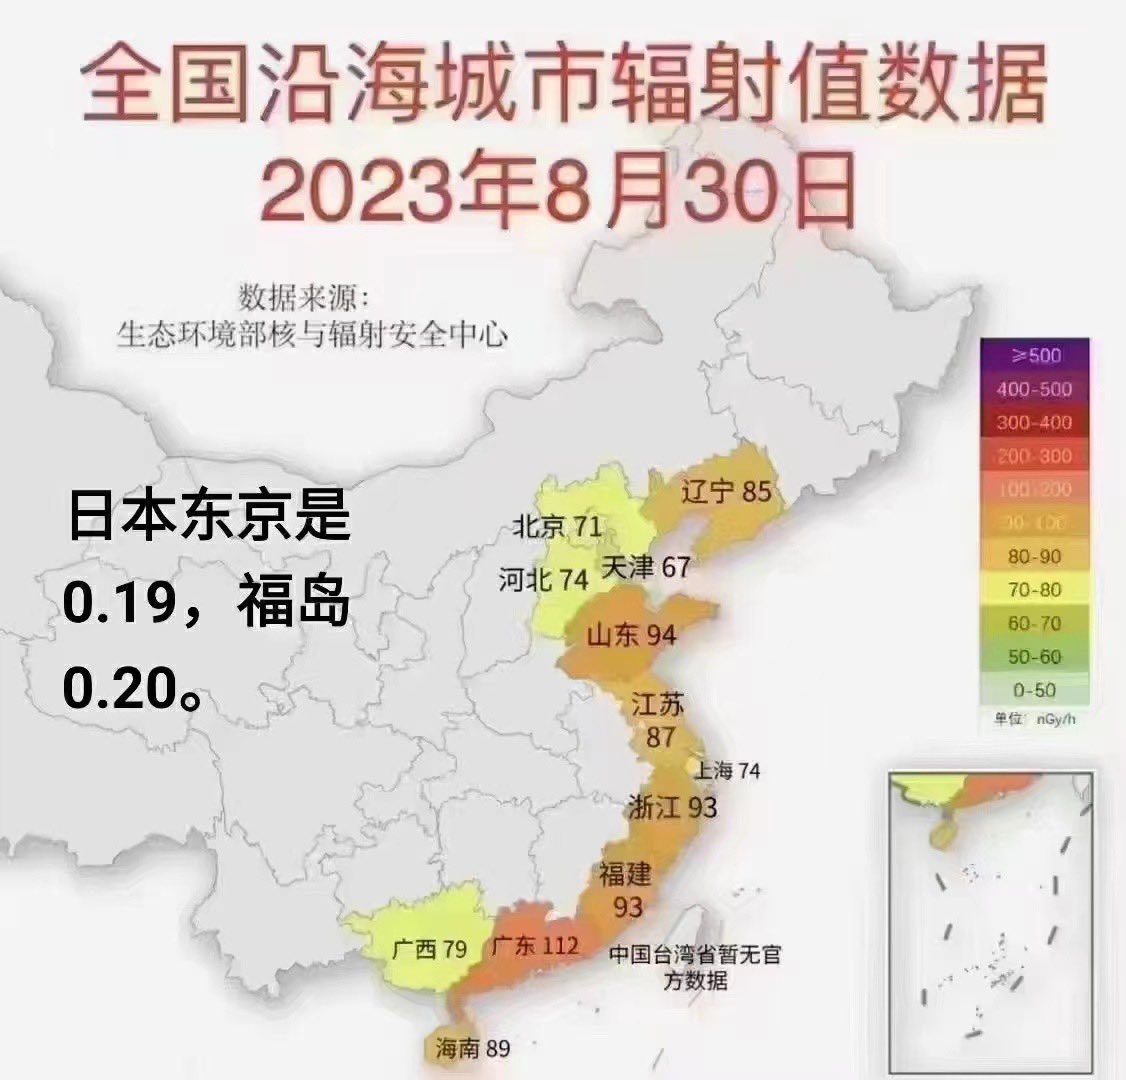 全国沿海城市辐射值数据
2023年8月30日
数据来源：
生态环境部核与辐射安全中心
日本东京是
0.19，福岛
0.20。
≥500
400-500
300-400
200-300
100-200
90-100
80-90
70-80
60-70
50-60
0-50
单位：nGy/h
辽宁 85
北京 71
天津 67
河北 74
山东 94
江苏
87
上海 74
浙江 93
福建
93
广西 79
广东 112
中国台湾省暂无官
方数据
海南 89